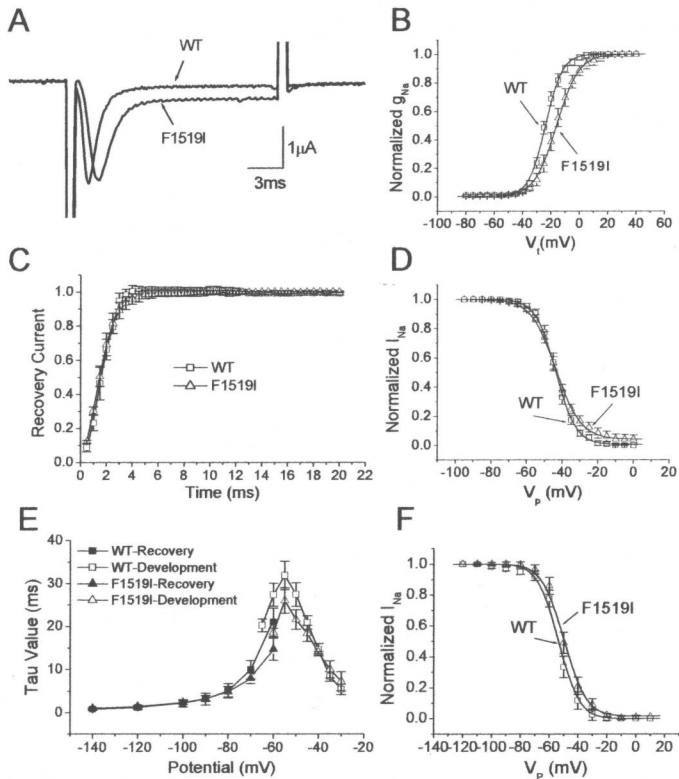 A
WT
F1519I
1μA
3ms
B
Normalized gNa
1.0
0.8
0.6
0.4
0.2
0.0
WT
F1519I
-100 -80 -60 -40 -20 0 20 40 60
Vt(mV)
C
Recovery Current
1.0
0.8
0.6
0.4
0.2
0.0
WT
F1519I
0 2 4 6 8 10 12 14 16 18 20 22
Time (ms)
D
Normalized INa
1.0
0.8
0.6
0.4
0.2
0.0
WT
F1519I
-100 -80 -60 -40 -20 0 20
Vp (mV)
E
Tau Value (ms)
40
30
20
10
0
WT-Recovery
WT-Development
F1519I-Recovery
F1519I-Development
-140 -120 -100 -80 -60 -40 -20
Potential (mV)
F
Normalized INa
1.0
0.8
0.6
0.4
0.2
0.0
F1519I
WT
-140 -120 -100 -80 -60 -40 -20 0 20
Vp (mV)